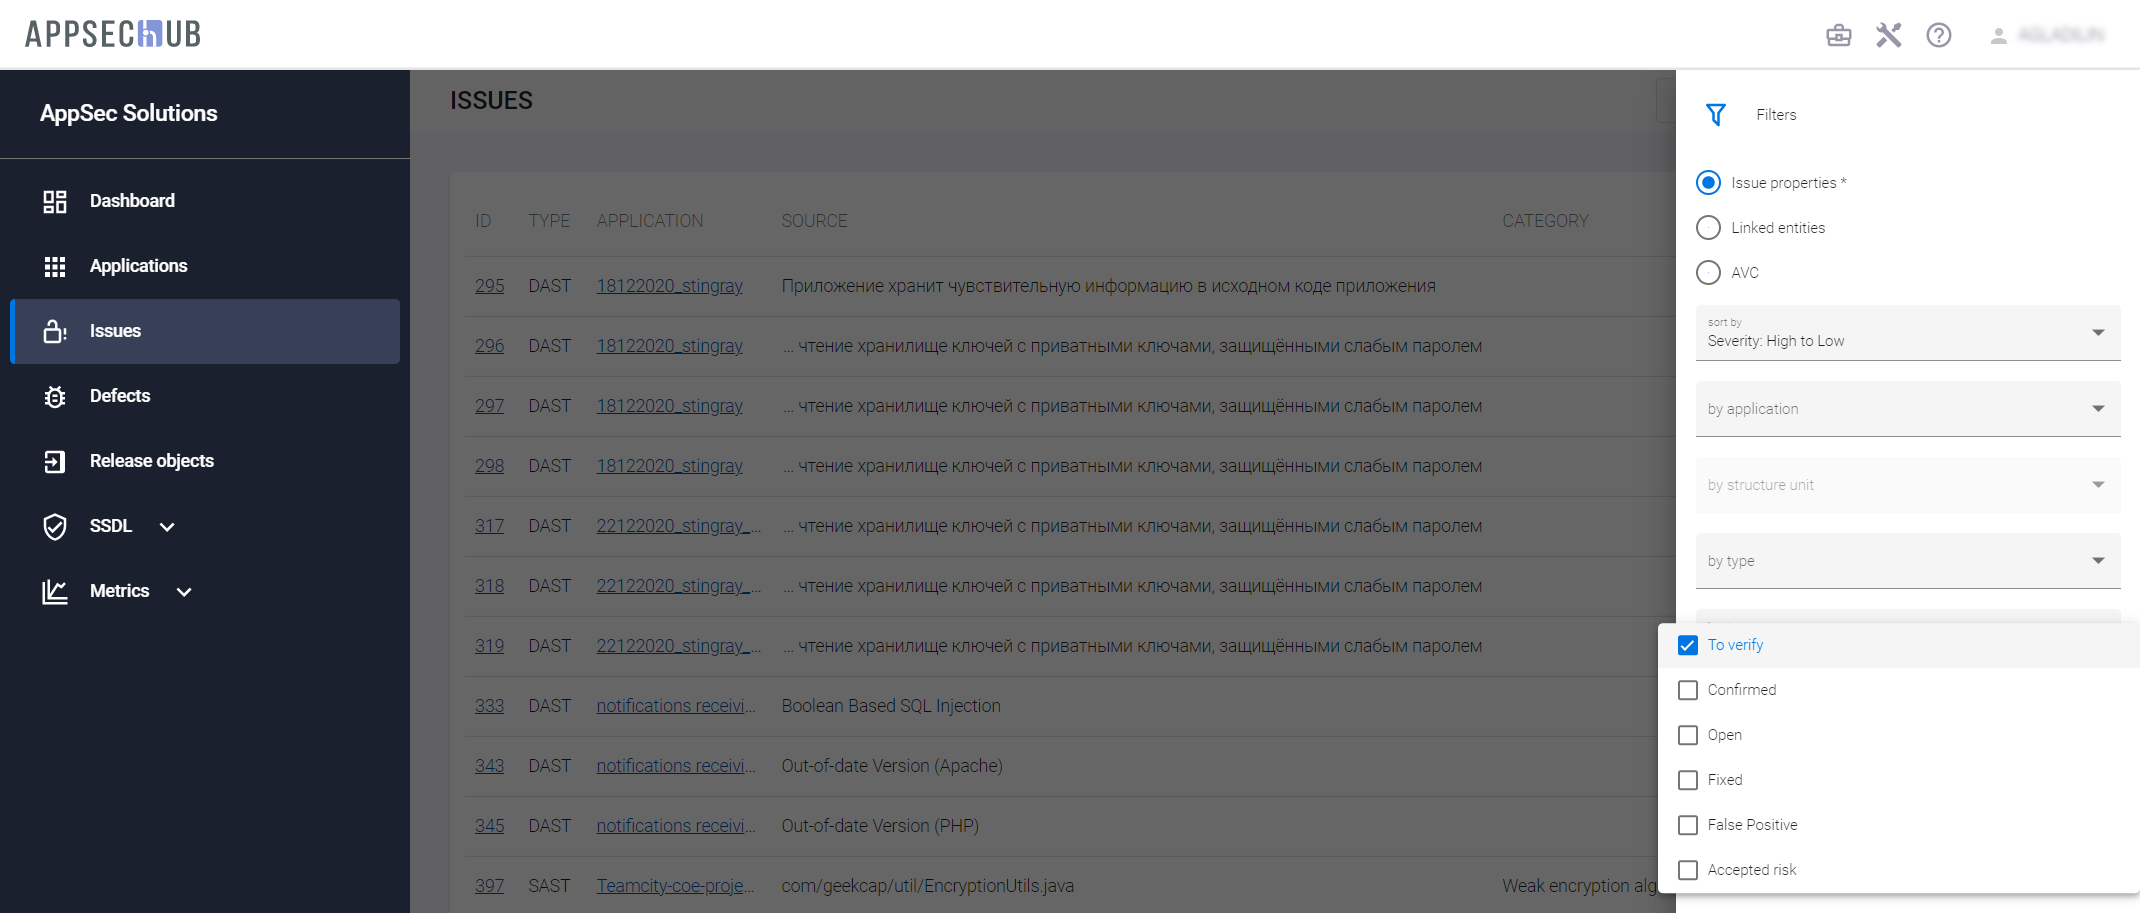 APPSECHUB
AppSec Solutions
Dashboard
Applications
Issues
Defects
Release objects
SSDL
Metrics
ISSUES
ID TYPE APPLICATION SOURCE CATEGORY
295 DAST 18122020_stingray Приложение хранит чувствительную информацию в исходном коде приложения
296 DAST 18122020_stingray ... чтение хранилище ключей с приватными ключами, защищёнными слабым паролем
297 DAST 18122020_stingray ... чтение хранилище ключей с приватными ключами, защищёнными слабым паролем
298 DAST 18122020_stingray ... чтение хранилище ключей с приватными ключами, защищёнными слабым паролем
317 DAST 22122020_stingray_... ... чтение хранилище ключей с приватными ключами, защищёнными слабым паролем
318 DAST 22122020_stingray_... ... чтение хранилище ключей с приватными ключами, защищёнными слабым паролем
319 DAST 22122020_stingray_... ... чтение хранилище ключей с приватными ключами, защищёнными слабым паролем
333 DAST notifications receivi... Boolean Based SQL Injection
343 DAST notifications receivi... Out-of-date Version (Apache)
345 DAST notifications receivi... Out-of-date Version (PHP)
397 SAST Teamcity-coe-proje... com/geekcap/util/EncryptionUtils.java Weak encryption alg
Filters
Issue properties *
Linked entities
AVC
sort by
Severity: High to Low
by application
by structure unit
by type
To verify
Confirmed
Open
Fixed
False Positive
Accepted risk